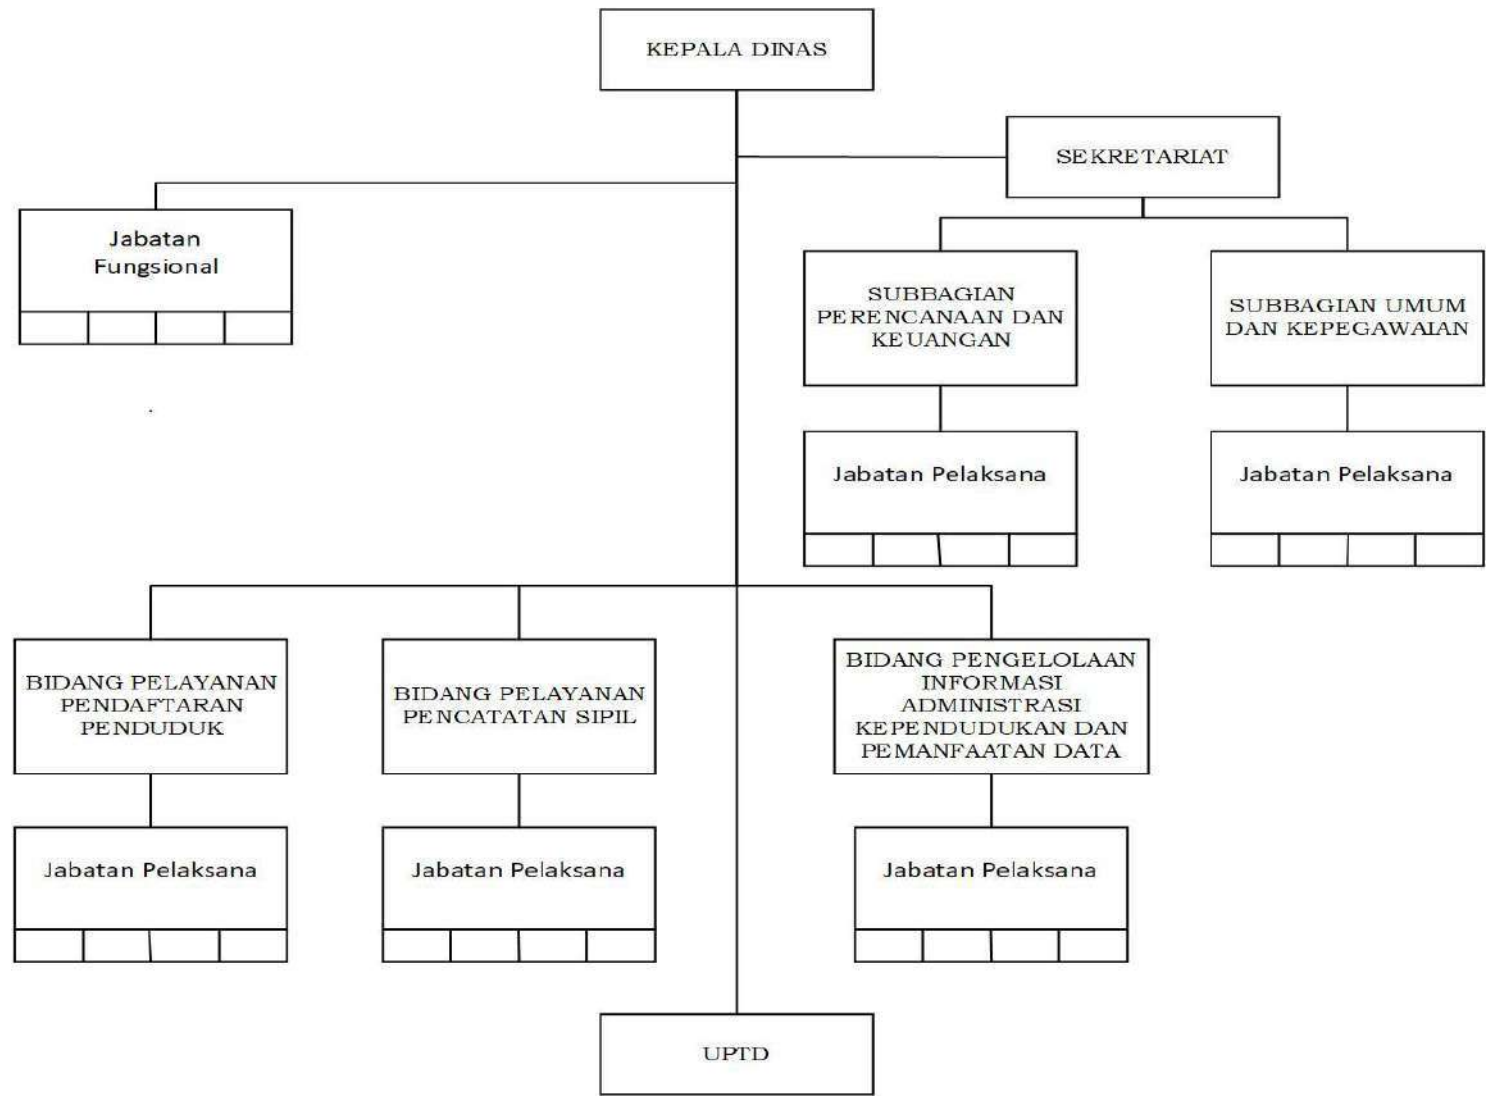 KEPALA DINAS
SEKRETARIAT
Jabatan
Fungsional
SUBBAGIAN
PERENCANAAN DAN
KEUANGAN
SUBBAGIAN UMUM
DAN KEPEGAWAIAN
Jabatan Pelaksana
Jabatan Pelaksana
BIDANG PELAYANAN
PENDAFTARAN
PENDUDUK
BIDANG PELAYANAN
PENCATATAN SIPIL
BIDANG PENGELOLAAN
INFORMASI
ADMINISTRASI
KEPENDUDUKAN DAN
PEMANFAATAN DATA
Jabatan Pelaksana
Jabatan Pelaksana
Jabatan Pelaksana
UPTD